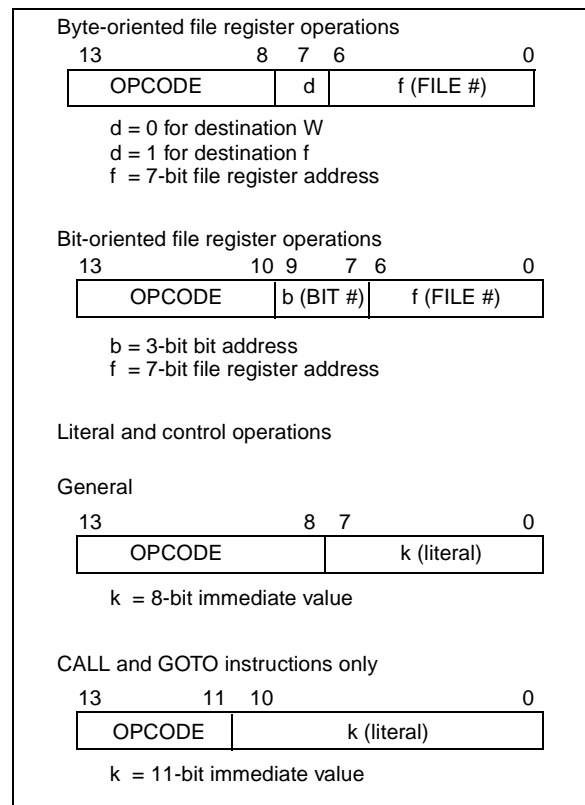 Byte-oriented file register operations
13 8 7 6 0
OPCODE d f (FILE #)
d = 0 for destination W
d = 1 for destination f
f = 7-bit file register address
Bit-oriented file register operations
13 10 9 7 6 0
OPCODE b (BIT #) f (FILE #)
b = 3-bit bit address
f = 7-bit file register address
Literal and control operations
General
13 8 7 0
OPCODE k (literal)
k = 8-bit immediate value
CALL and GOTO instructions only
13 11 10 0
OPCODE k (literal)
k = 11-bit immediate value